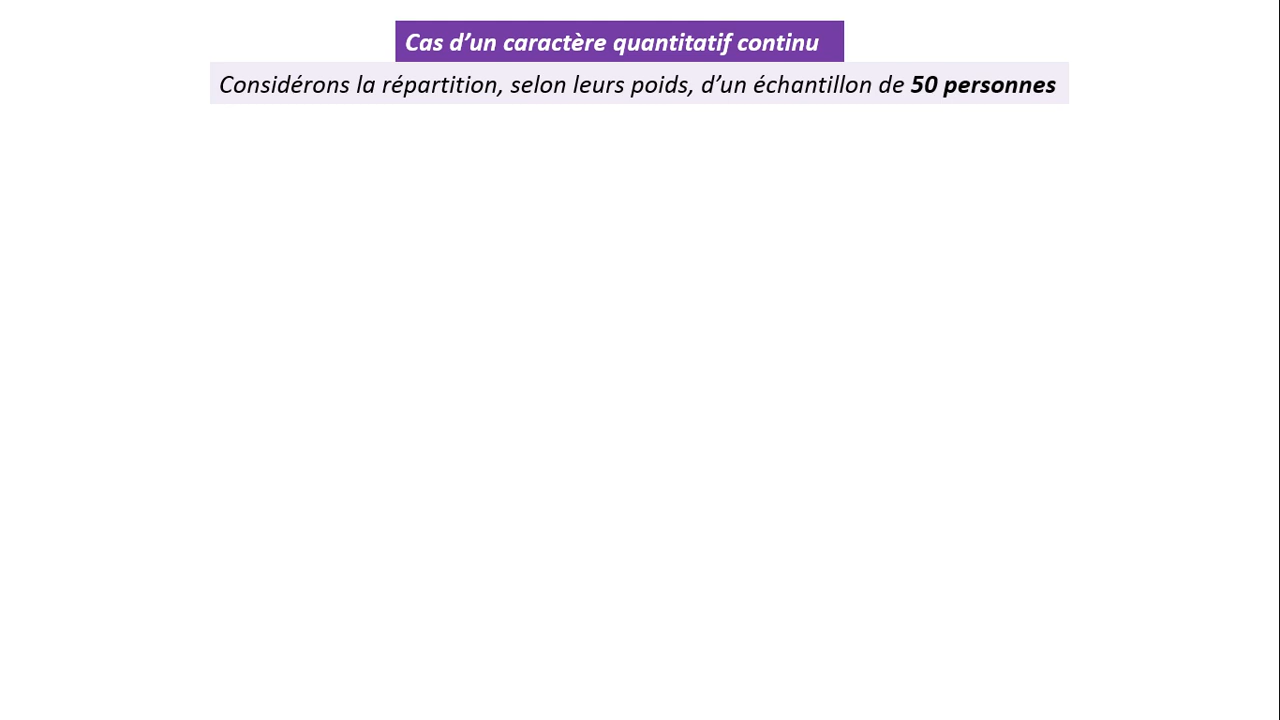 Cas d’un caractère quantitatif continu
Considérons la répartition, selon leurs poids, d’un échantillon de 50 personnes